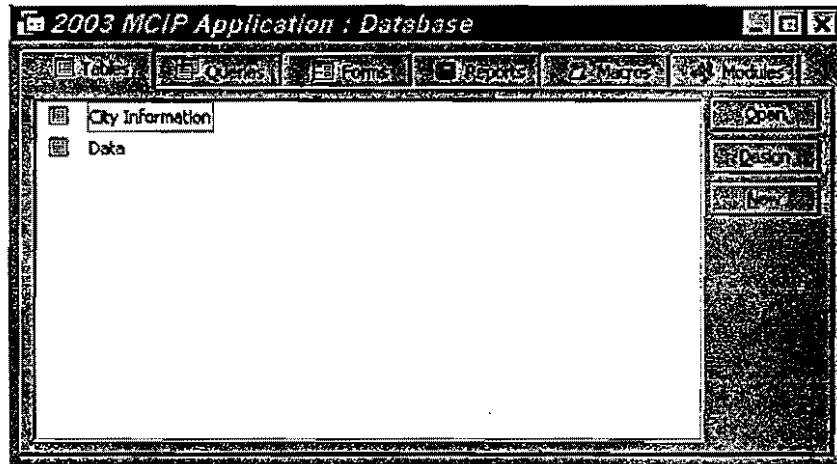 2003 MCIP Application : Database
Tables Queries Forms Reports Macros Modules
City Information
Data
Open
Design
New